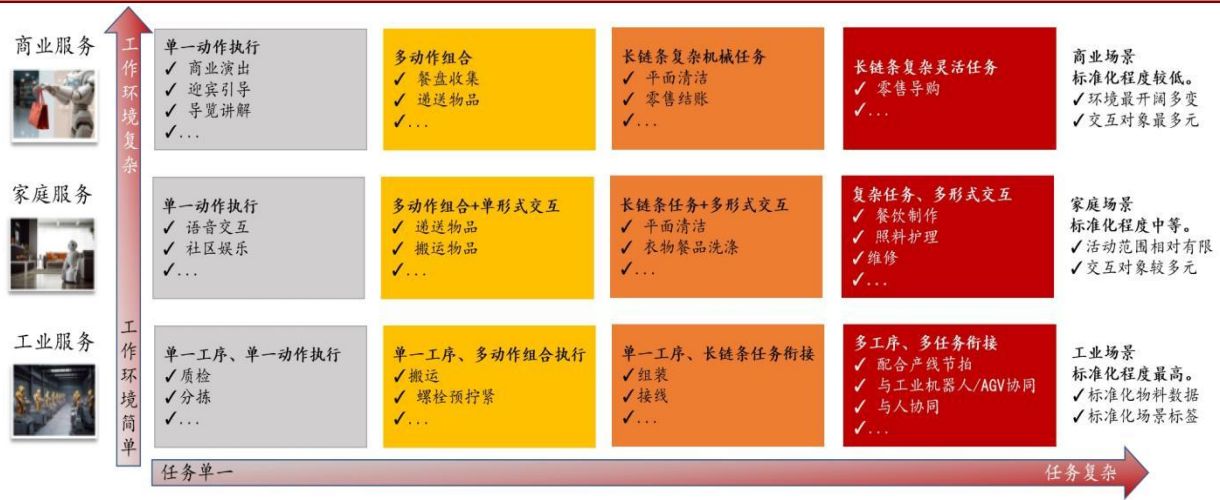 商业服务
工作环境复杂
单一动作执行
✓ 商业演出
✓ 迎宾引导
✓ 导览讲解
✓...
多动作组合
✓ 餐盘收集
✓ 递送物品
✓...
长链条复杂机械任务
✓ 平面清洁
✓ 零售结账
✓...
长链条复杂灵活任务
✓ 零售导购
✓...
商业场景
标准化程度较低。
✓环境最开阔多变
✓交互对象最多元
家庭服务
单一动作执行
✓ 语音交互
✓ 社区娱乐
✓...
多动作组合+单形式交互
✓ 递送物品
✓ 搬运物品
✓...
长链条任务+多形式交互
✓ 平面清洁
✓ 衣物餐品洗涤
✓...
复杂任务、多形式交互
✓ 餐饮制作
✓ 照料护理
✓维修
✓...
家庭场景
标准化程度中等。
✓活动范围相对有限
✓交互对象较多元
工业服务
工作环境简单
单一工序、单一动作执行
✓质检
✓分拣
✓...
单一工序、多动作组合执行
✓搬运
✓ 螺栓预拧紧
✓...
单一工序、长链条任务衔接
✓组装
✓接线
✓...
多工序、多任务衔接
✓ 配合产线节拍
✓ 与工业机器人/AGV协同
✓ 与人协同
✓...
工业场景
标准化程度最高。
✓标准化物料数据
✓标准化场景标签
任务单一
任务复杂